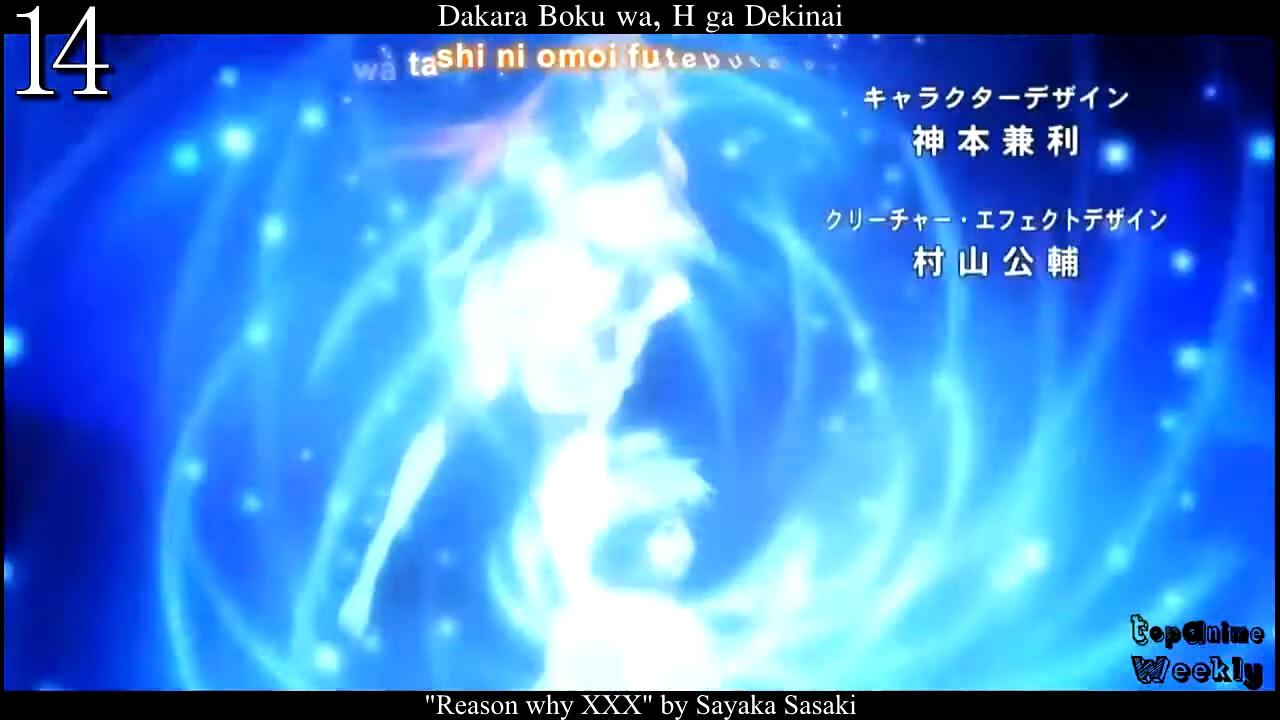 14
Dakara Boku wa, H ga Dekinai
wa tashi ni omoi fu
キャラクターデザイン
神本兼利
クリーチャー・エフェクトデザイン
村山公輔
topanime
Weekly
"Reason why XXX" by Sayaka Sasaki